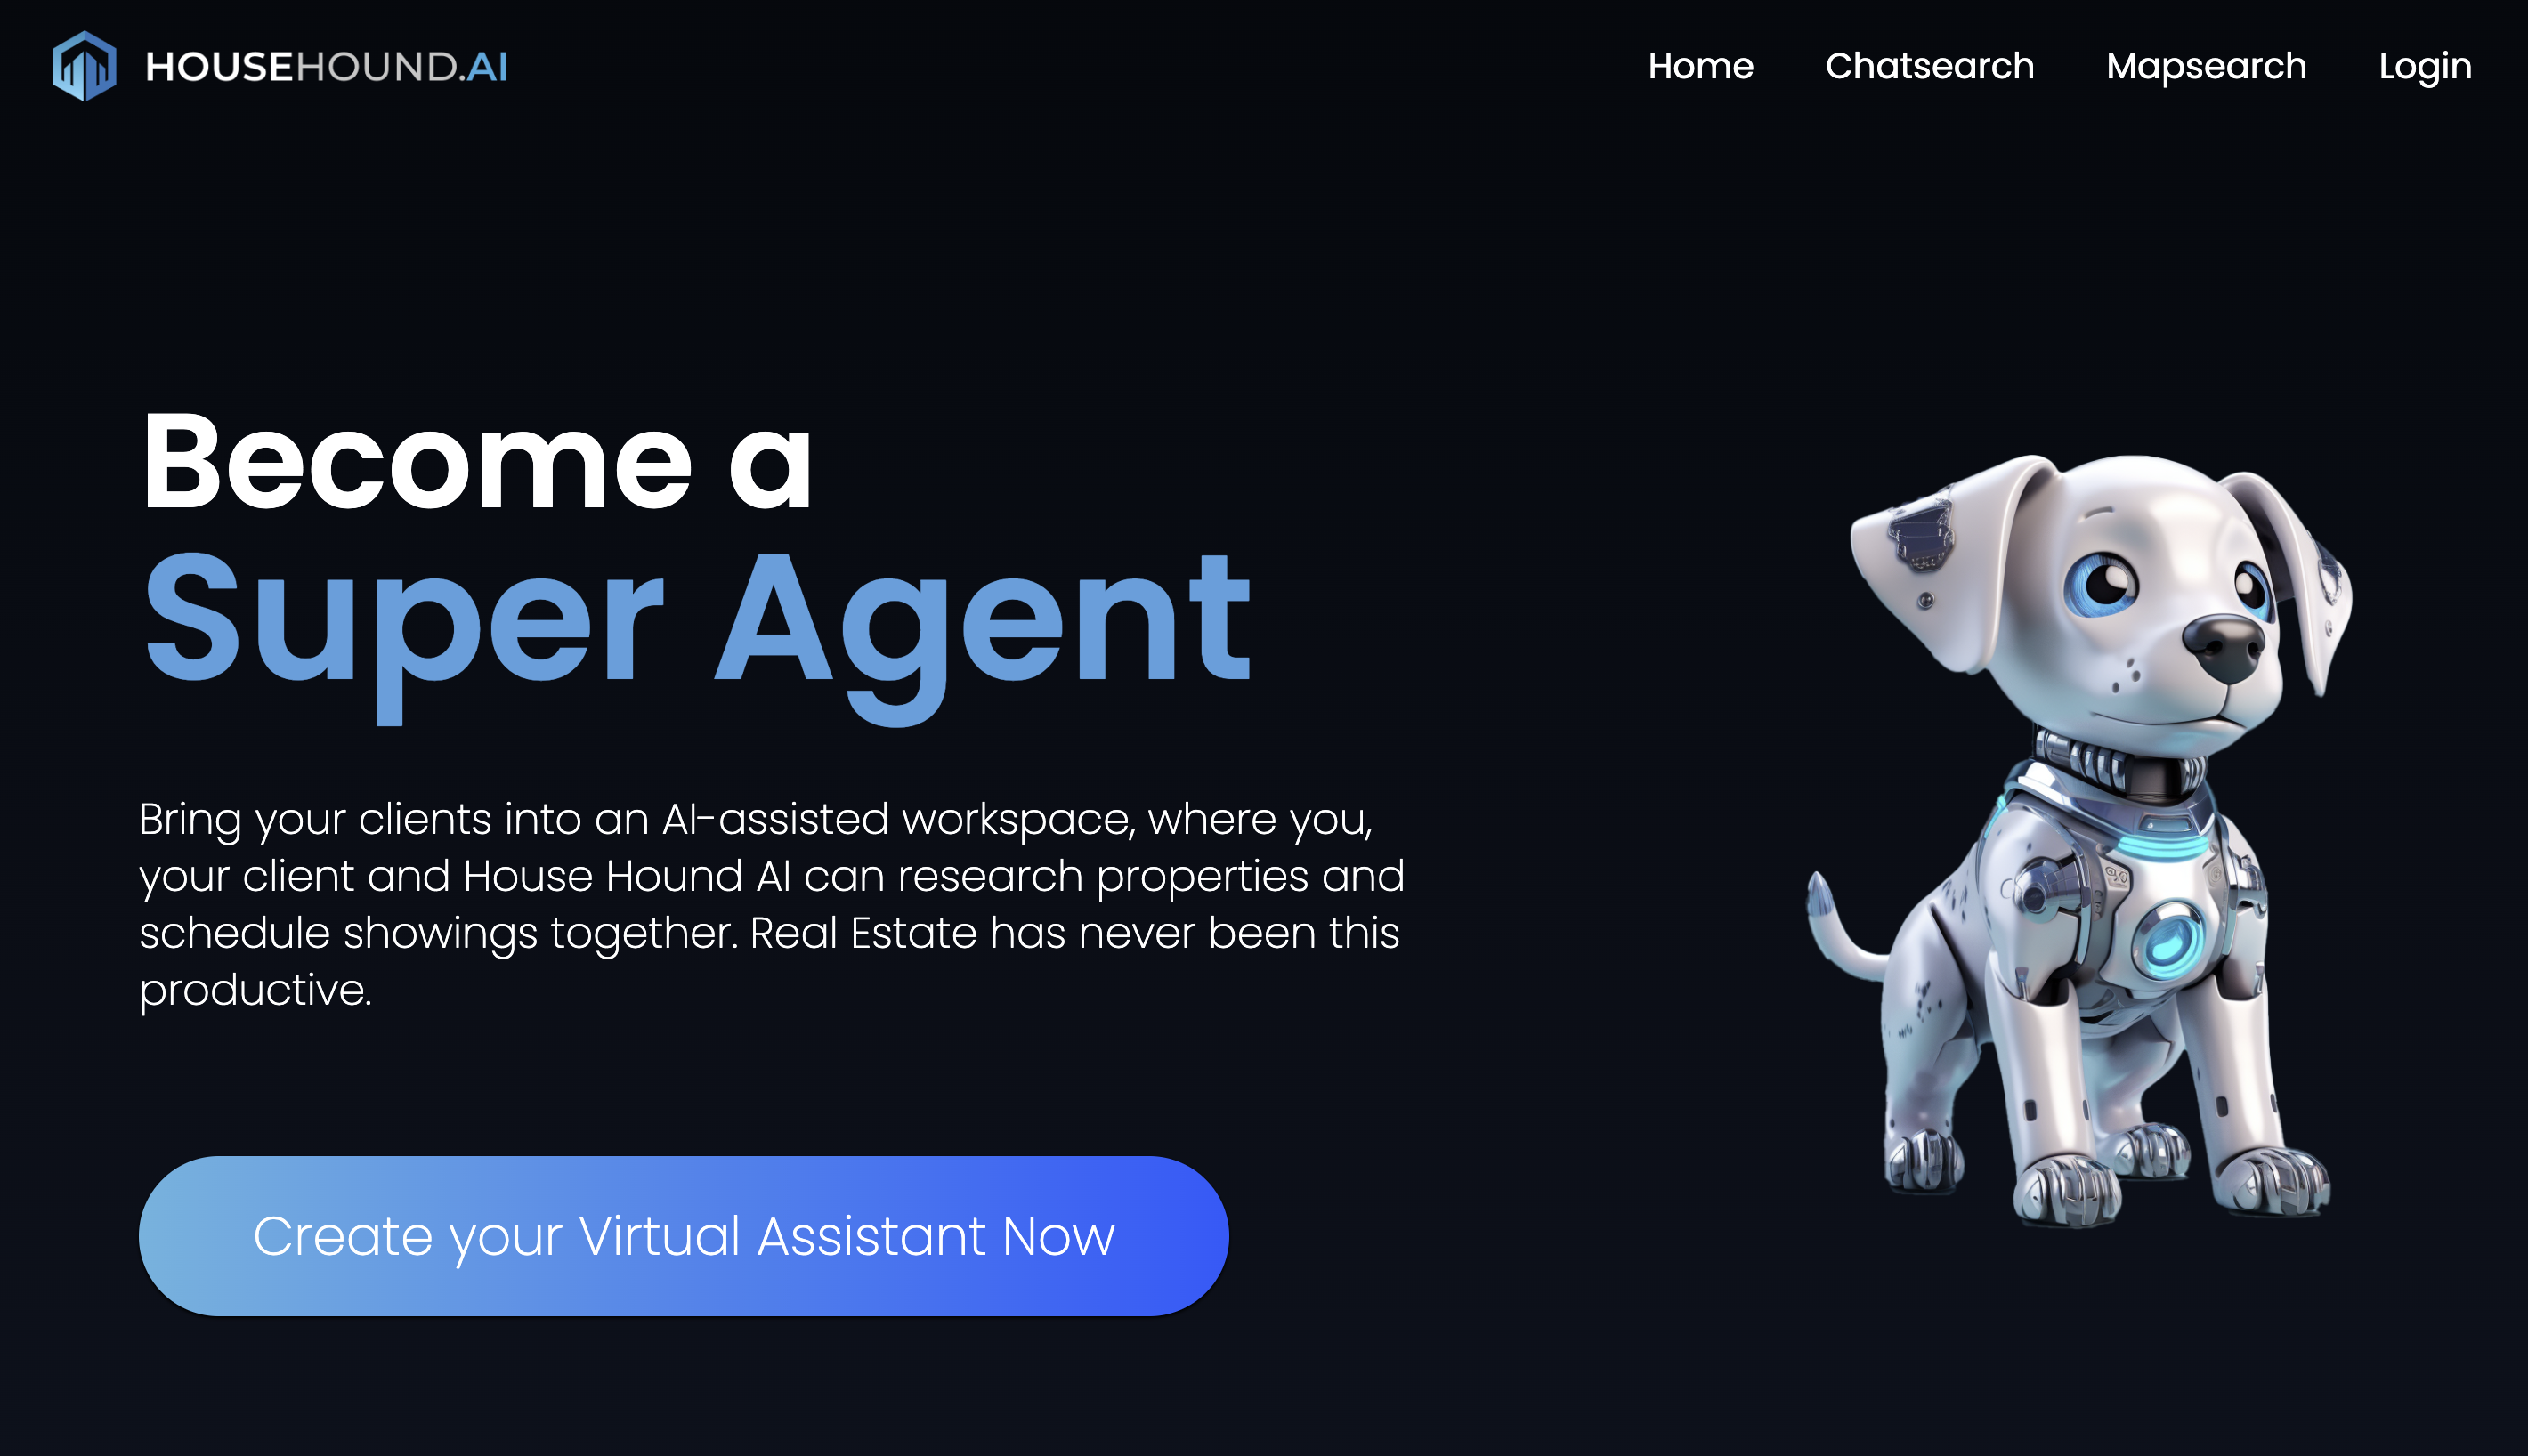 HOUSEHOUND.AI
Home Chatsearch Mapsearch Login
Become a
Super Agent
Bring your clients into an AI-assisted workspace, where you,
your client and House Hound AI can research properties and
schedule showings together. Real Estate has never been this
productive.
Create your Virtual Assistant Now